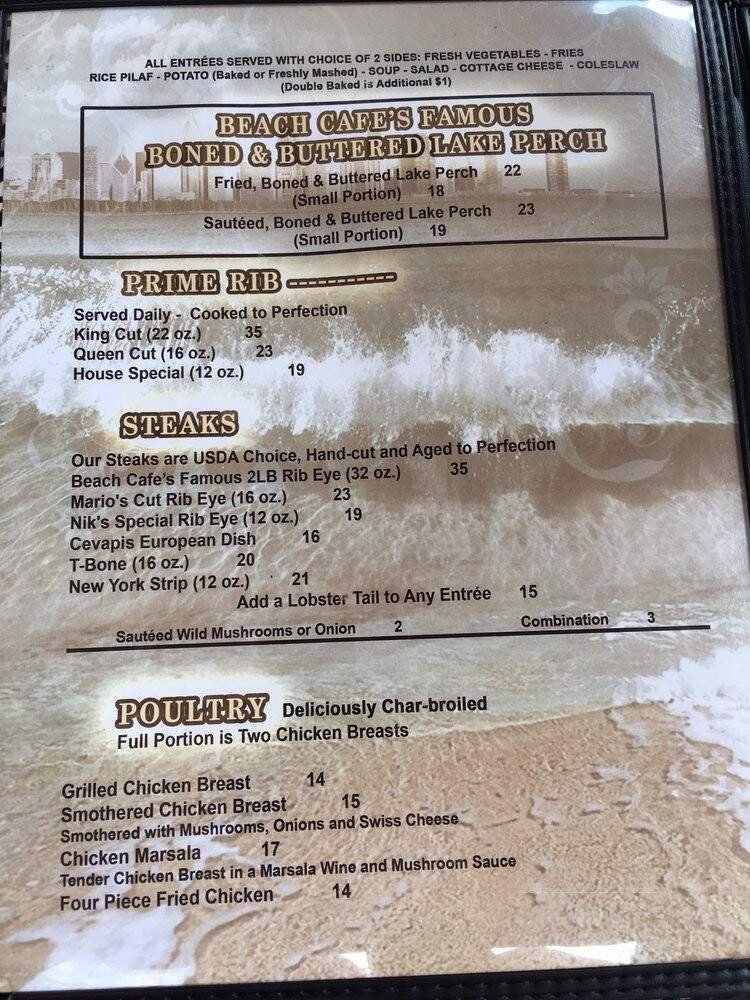 ALL ENTRÉES SERVED WITH CHOICE OF 2 SIDES: FRESH VEGETABLES - FRIES
RICE PILAF - POTATO (Baked or Freshly Mashed) - SOUP - SALAD - COTTAGE CHEESE - COLESLAW
(Double Baked is Additional $1)
BEACH CAFE'S FAMOUS
BONED & BUTTERED LAKE PERCH
Fried, Boned & Buttered Lake Perch 22
(Small Portion) 18
Sautéed, Boned & Buttered Lake Perch 23
(Small Portion) 19
PRIME RIB -----------
Served Daily - Cooked to Perfection
King Cut (22 oz.) 35
Queen Cut (16 oz.) 23
House Special (12 oz.) 19
STEAKS
Our Steaks are USDA Choice, Hand-cut and Aged to Perfection
Beach Cafe's Famous 2LB Rib Eye (32 oz.) 35
Mario's Cut Rib Eye (16 oz.) 23
Nik's Special Rib Eye (12 oz.) 19
Cevapis European Dish 16
T-Bone (16 oz.) 20
New York Strip (12 oz.) 21
Add a Lobster Tail to Any Entrée 15
Sautéed Wild Mushrooms or Onion 2 Combination 3
POULTRY Deliciously Char-broiled
Full Portion is Two Chicken Breasts
Grilled Chicken Breast 14
Smothered Chicken Breast 15
Smothered with Mushrooms, Onions and Swiss Cheese
Chicken Marsala 17
Tender Chicken Breast in a Marsala Wine and Mushroom Sauce
Four Piece Fried Chicken 14